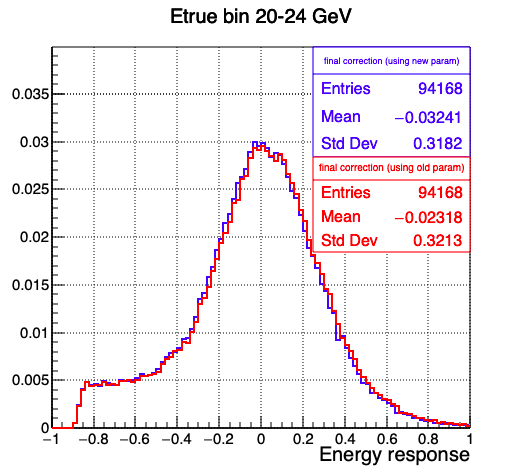 Etrue bin 20-24 GeV
final correction (using new param)
Entries 94168
Mean −0.03241
Std Dev 0.3182
final correction (using old param)
Entries 94168
Mean −0.02318
Std Dev 0.3213
0.035
0.03
0.025
0.02
0.015
0.01
0.005
0
−1 −0.8 −0.6 −0.4 −0.2 0 0.2 0.4 0.6 0.8 1
Energy response